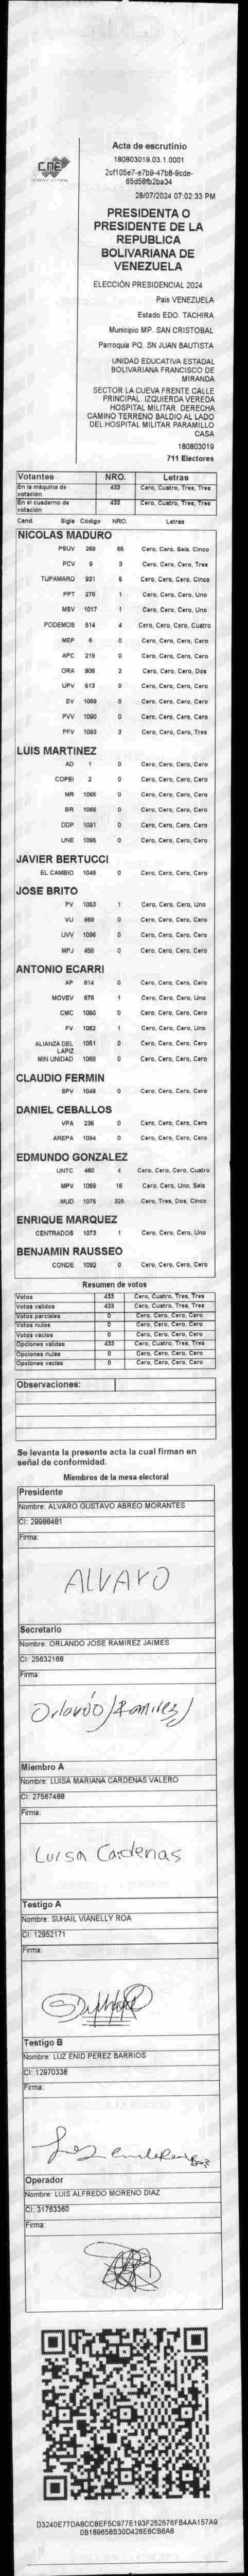 CNE
Acta de escrutinio
180803019.03.1.0001
2cf105e7-e7b9-47b8-9cde-
65d58fb2ba34
28/07/2024 07:02:33 PM
PRESIDENTA O
PRESIDENTE DE LA
REPUBLICA
BOLIVARIANA DE
VENEZUELA
ELECCIÓN PRESIDENCIAL 2024
Pais VENEZUELA
Estado EDO. TACHIRA
Municipio MP. SAN CRISTOBAL
Parroquia PQ. SN JUAN BAUTISTA
UNIDAD EDUCATIVA ESTADAL
BOLIVARIANA FRANCISCO DE
MIRANDA
SECTOR LA CUEVA FRENTE CALLE
PRINCIPAL. IZQUIERDA VEREDA
HOSPITAL MILITAR. DERECHA
CAMINO TERRENO BALDIO AL LADO
DEL HOSPITAL MILITAR PARAMILLO
CASA
180803019
711 Electores
Votantes NRO. Letras
En la máquina de votación 433 Cero, Cuatro, Tres, Tres
En el cuaderno de votación 433 Cero, Cuatro, Tres, Tres
Cand. Sigla Código NRO. Letras
NICOLAS MADURO
PSUV 269 65 Cero, Cero, Seis, Cinco
PCV 9 3 Cero, Cero, Cero, Tres
TUPAMARO 931 5 Cero, Cero, Cero, Cinco
PPT 276 1 Cero, Cero, Cero, Uno
MSV 1017 1 Cero, Cero, Cero, Uno
PODEMOS 514 4 Cero, Cero, Cero, Cuatro
MEP 6 0 Cero, Cero, Cero, Cero
APC 219 0 Cero, Cero, Cero, Cero
ORA 906 2 Cero, Cero, Cero, Dos
UPV 513 0 Cero, Cero, Cero, Cero
EV 1089 0 Cero, Cero, Cero, Cero
PVV 1090 0 Cero, Cero, Cero, Cero
PFV 1093 3 Cero, Cero, Cero, Tres
LUIS MARTINEZ
AD 1 0 Cero, Cero, Cero, Cero
COPEI 2 0 Cero, Cero, Cero, Cero
MR 1065 0 Cero, Cero, Cero, Cero
BR 1066 0 Cero, Cero, Cero, Cero
DDP 1091 0 Cero, Cero, Cero, Cero
UNE 1095 0 Cero, Cero, Cero, Cero
JAVIER BERTUCCI
EL CAMBIO 1048 0 Cero, Cero, Cero, Cero
JOSE BRITO
PV 1053 1 Cero, Cero, Cero, Uno
VU 869 0 Cero, Cero, Cero, Cero
UVV 1096 0 Cero, Cero, Cero, Cero
MPJ 458 0 Cero, Cero, Cero, Cero
ANTONIO ECARRI
AP 814 0 Cero, Cero, Cero, Cero
MOVEV 878 1 Cero, Cero, Cero, Uno
CMC 1060 0 Cero, Cero, Cero, Cero
FV 1062 1 Cero, Cero, Cero, Uno
ALIANZA DEL LAPIZ 1051 0 Cero, Cero, Cero, Cero
MIN UNIDAD 1068 0 Cero, Cero, Cero, Cero
CLAUDIO FERMIN
SPV 1049 0 Cero, Cero, Cero, Cero
DANIEL CEBALLOS
VPA 236 0 Cero, Cero, Cero, Cero
AREPA 1094 0 Cero, Cero, Cero, Cero
EDMUNDO GONZALEZ
UNTC 460 4 Cero, Cero, Cero, Cuatro
MPV 1069 16 Cero, Cero, Uno, Seis
MUD 1075 325 Cero, Tres, Dos, Cinco
ENRIQUE MARQUEZ
CENTRADOS 1073 1 Cero, Cero, Cero, Uno
BENJAMIN RAUSSEO
CONDE 1092 0 Cero, Cero, Cero, Cero
Resumen de votos
Votos 433 Cero, Cuatro, Tres, Tres
Votos validos 433 Cero, Cuatro, Tres, Tres
Votos parciales 0 Cero, Cero, Cero, Cero
Votos nulos 0 Cero, Cero, Cero, Cero
Votos vacios 0 Cero, Cero, Cero, Cero
Opciones validas 433 Cero, Cuatro, Tres, Tres
Opciones nulas 0 Cero, Cero, Cero, Cero
Opciones vacias 0 Cero, Cero, Cero, Cero
Observaciones:
Se levanta la presente acta la cual firman en
señal de conformidad.
Miembros de la mesa electoral
Presidente
Nombre: ALVARO GUSTAVO ABREO MORANTES
CI: 29988481
Firma:
ALVARO
Secretario
Nombre: ORLANDO JOSE RAMIREZ JAIMES
CI: 25632168
Firma:
Orlando Ramirez
Miembro A
Nombre: LUISA MARIANA CARDENAS VALERO
CI: 27567488
Firma:
Luisa Cardenas
Testigo A
Nombre: SUHAIL VIANELLY ROA
CI: 12952171
Firma:
Testigo B
Nombre: LUZ ENID PEREZ BARRIOS
CI: 12970338
Firma:
Operador
Nombre: LUIS ALFREDO MORENO DIAZ
CI: 31763360
Firma:
D3240E77DA8CC8EF5C977E193F252576FB4AA157A9
0B189658B30D426E6CB6A6